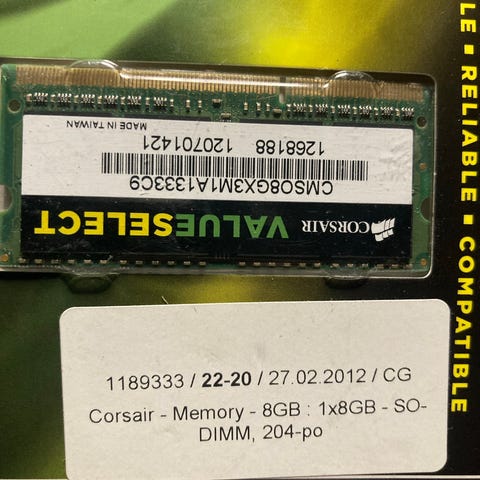 MADE IN TAIWAN
1268188 120701421
CMSO8GX3M1A1333C9
CORSAIR
VALUESELECT
LE ■ RELIABLE ■ COMPATIBLE
1189333 / 22-20 / 27.02.2012 / CG
Corsair - Memory - 8GB : 1x8GB - SO-
DIMM, 204-po